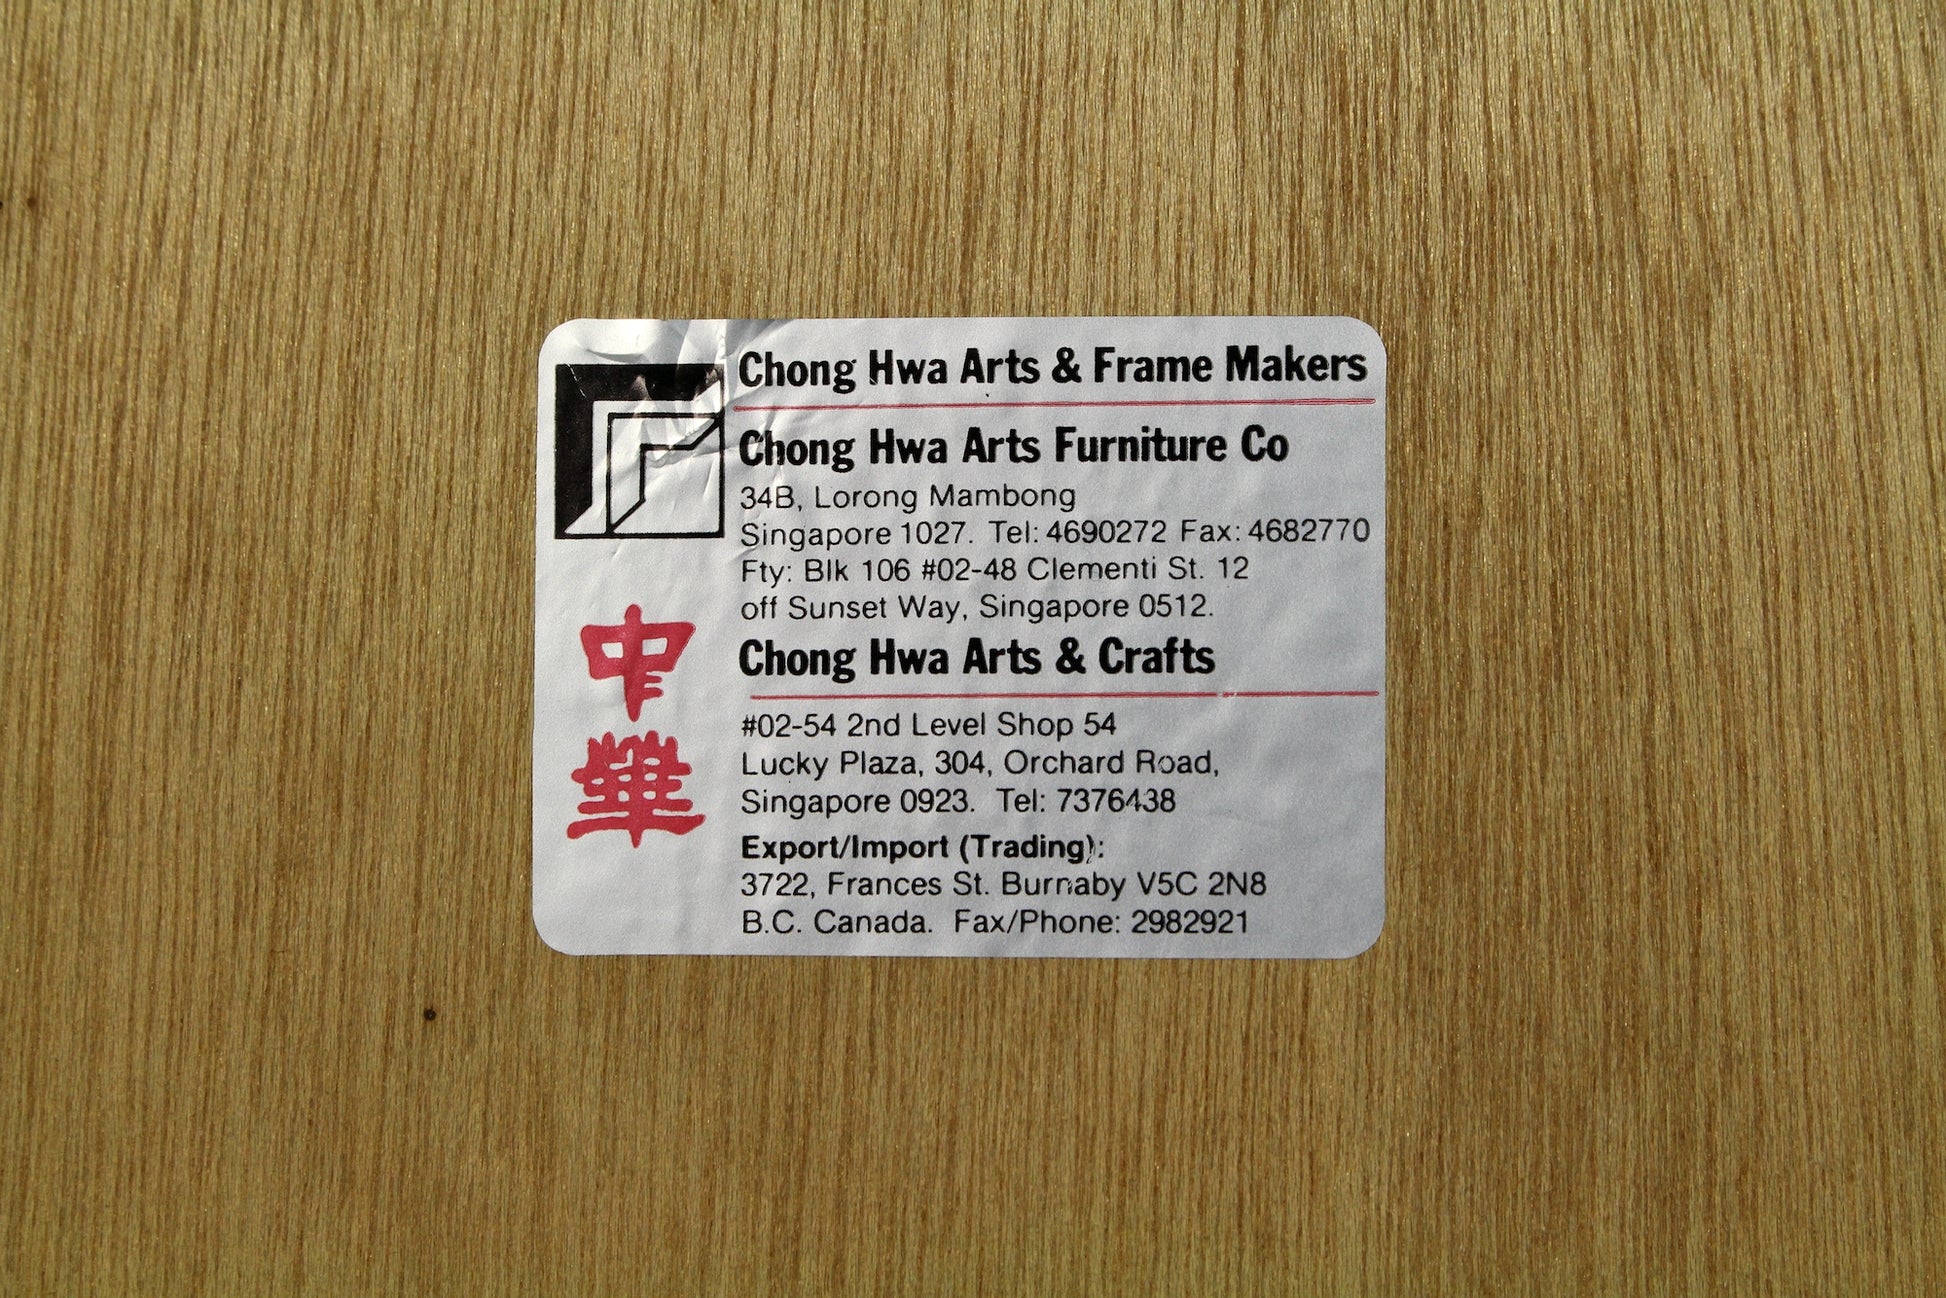 Chong Hwa Arts & Frame Makers
Chong Hwa Arts Furniture Co
34B, Lorong Mambong
Singapore 1027. Tel: 4690272 Fax: 4682770
Fty: Blk 106 #02-48 Clementi St. 12
off Sunset Way, Singapore 0512.
中
華
Chong Hwa Arts & Crafts
#02-54 2nd Level Shop 54
Lucky Plaza, 304, Orchard Road,
Singapore 0923. Tel: 7376438
Export/Import (Trading):
3722, Frances St. Burnaby V5C 2N8
B.C. Canada. Fax/Phone: 2982921